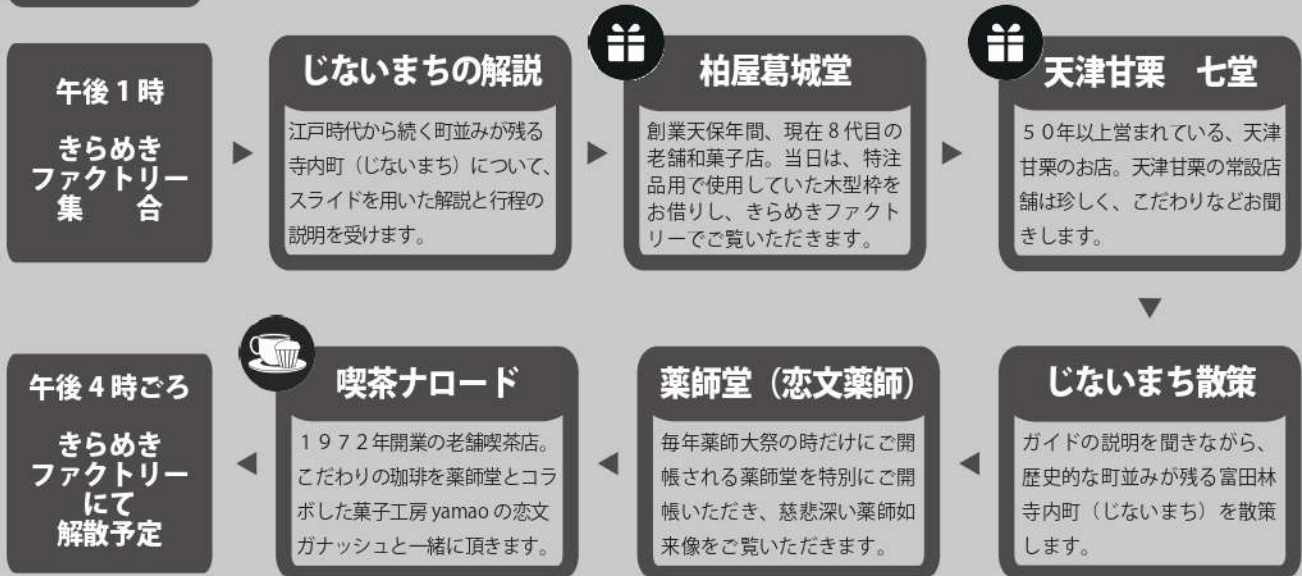 午後1時
きらめき
ファクトリー
集　　合
じないまちの解説
江戸時代から続く町並みが残る
寺内町（じないまち）について、
スライドを用いた解説と行程の
説明を受けます。
柏屋葛城堂
創業天保年間、現在8代目の
老舗和菓子店。当日は、特注
品用で使用していた木型枠を
お借りし、きらめきファクト
リーでご覧いただきます。
天津甘栗　七堂
５０年以上営まれている、天津
甘栗のお店。天津甘栗の常設店
舗は珍しく、こだわりなどお聞
きします。
じないまち散策
ガイドの説明を聞きながら、
歴史的な町並みが残る富田林
寺内町（じないまち）を散策
します。
薬師堂（恋文薬師）
毎年薬師大祭の時だけにご開
帳される薬師堂を特別にご開
帳いただき、慈悲深い薬師如
来像をご覧いただきます。
喫茶ナロード
１９７２年開業の老舗喫茶店。
こだわりの珈琲を薬師堂とコラ
ボした菓子工房 yamao の恋文
ガナッシュと一緒に頂きます。
午後4時ごろ
きらめき
ファクトリー
にて
解散予定